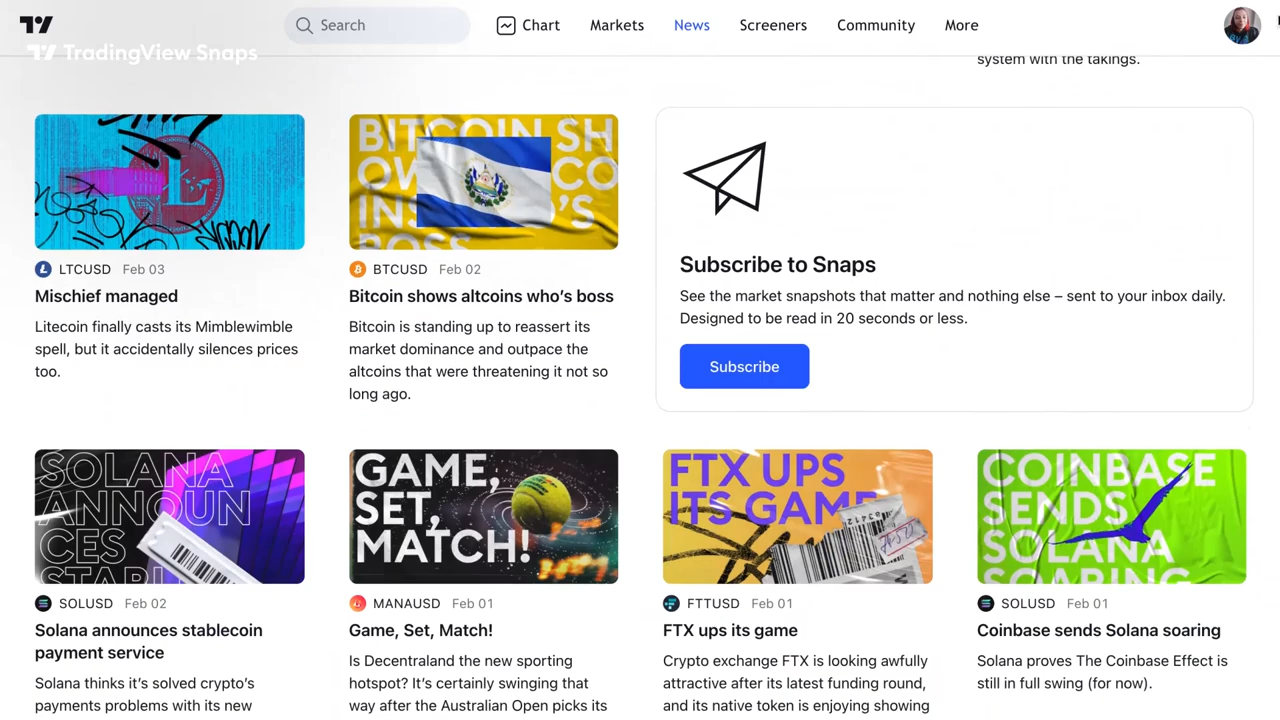 Search
Chart
Markets
News
Screeners
Community
More
TradingView Snaps
system with the takings.
BITCOIN SH
OW
CO
INS
'S
BOSS
LTCUSD Feb 03
Mischief managed
Litecoin finally casts its Mimblewimble
spell, but it accidentally silences prices
too.
BTCUSD Feb 02
Bitcoin shows altcoins who’s boss
Bitcoin is standing up to reassert its
market dominance and outpace the
altcoins that were threatening it not so
long ago.
Subscribe to Snaps
See the market snapshots that matter and nothing else – sent to your inbox daily.
Designed to be read in 20 seconds or less.
Subscribe
SOLANA
ANNOUN
CES
STABL
SOLUSD Feb 02
Solana announces stablecoin
payment service
Solana thinks it’s solved crypto’s
payments problems with its new
GAME,
SET,
MATCH!
MANAUSD Feb 01
Game, Set, Match!
Is Decentraland the new sporting
hotspot? It’s certainly swinging that
way after the Australian Open picks its
FTX UPS
ITS GAME
FTTUSD Feb 01
FTX ups its game
Crypto exchange FTX is looking awfully
attractive after its latest funding round,
and its native token is enjoying showing
COINBASE
SENDS
SOLANA
SOARING
SOLUSD Feb 01
Coinbase sends Solana soaring
Solana proves The Coinbase Effect is
still in full swing (for now).